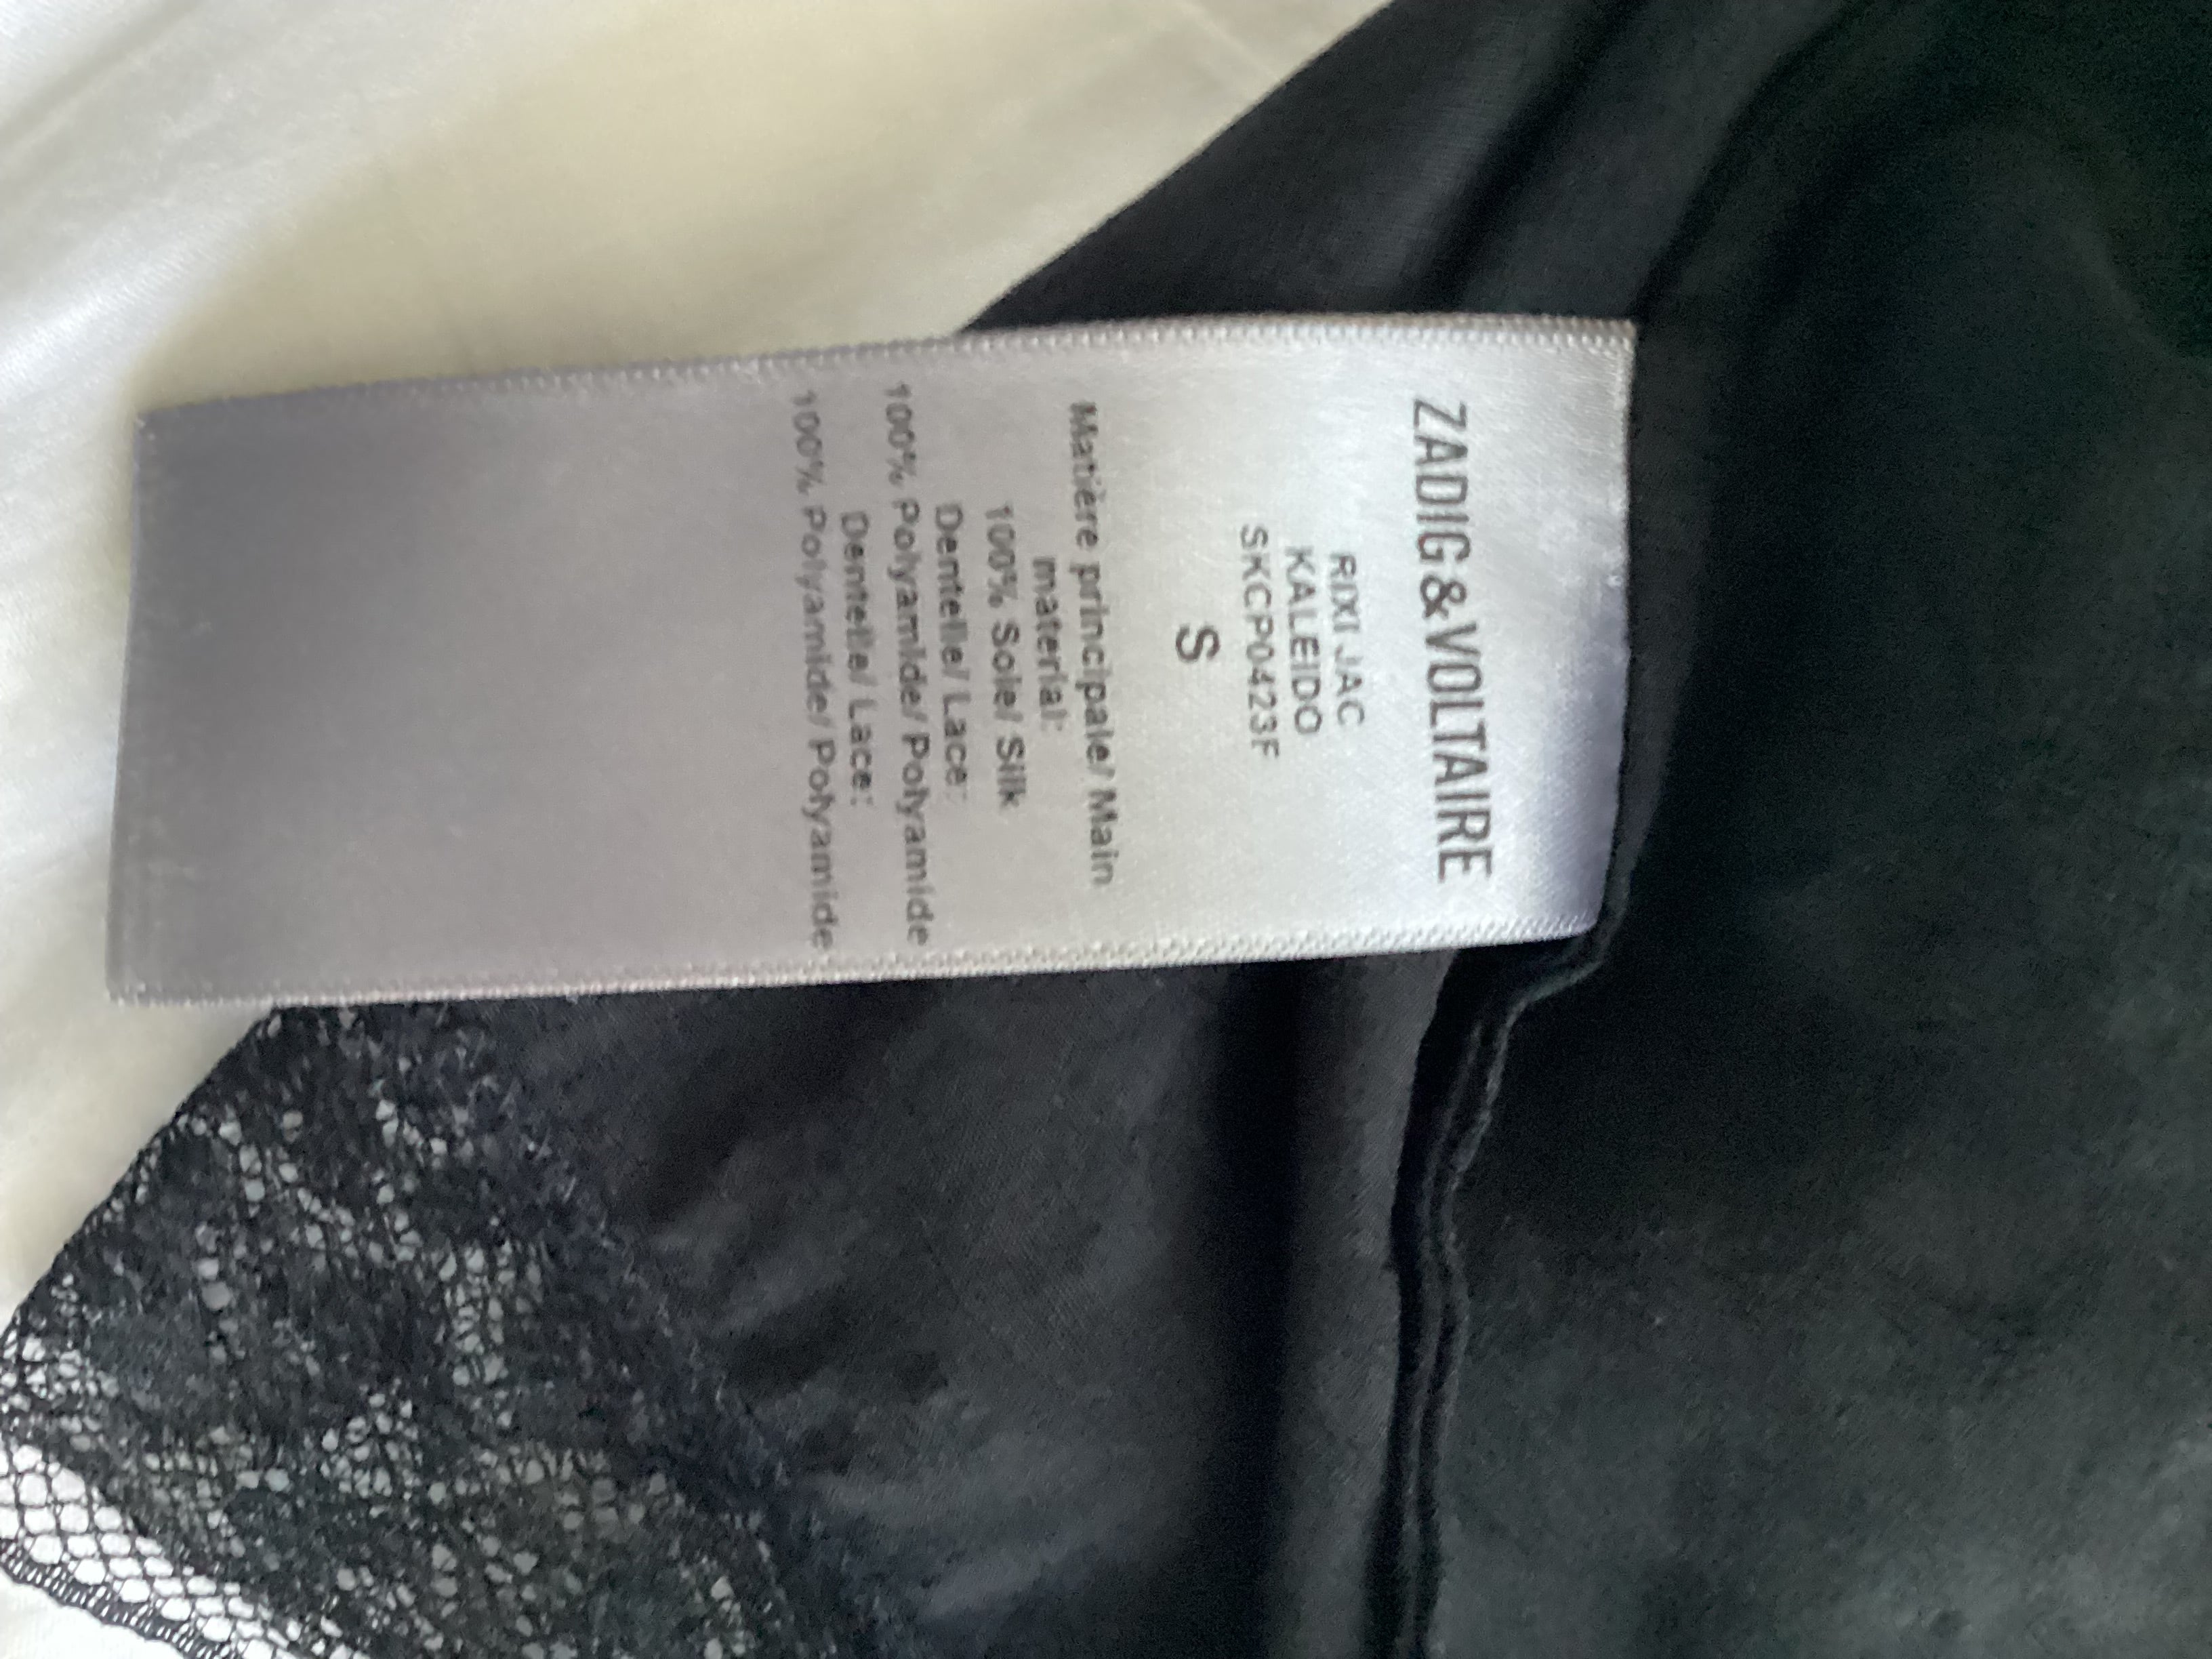 ZADIG&VOLTAIRE
RIXI JAC
KALEIDO
SKCP0423F
S
Matière principale/ Main
material:
100% Soie/ Silk
Dentelle/ Lace:
100% Polyamide/ Polyamide
Dentelle/ Lace:
100% Polyamide/ Polyamide